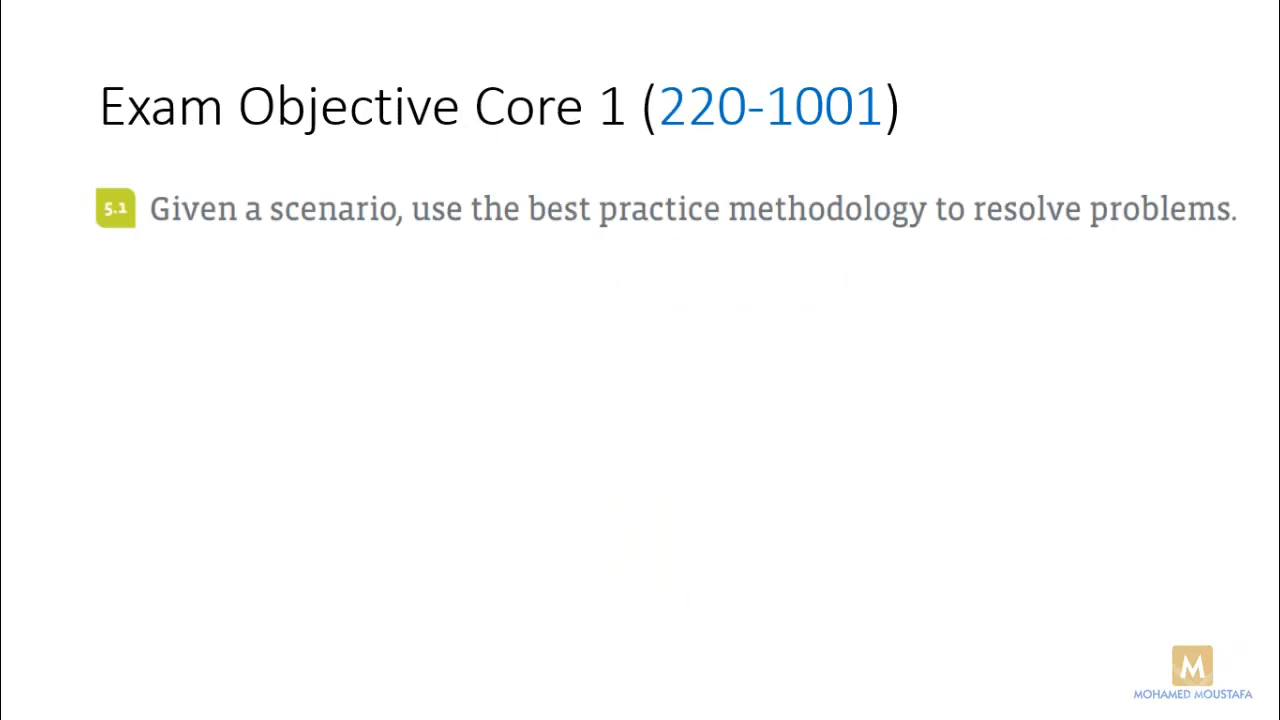 Exam Objective Core 1 (220-1001)
5.1 Given a scenario, use the best practice methodology to resolve problems.
M
MOHAMED MOUSTAFA